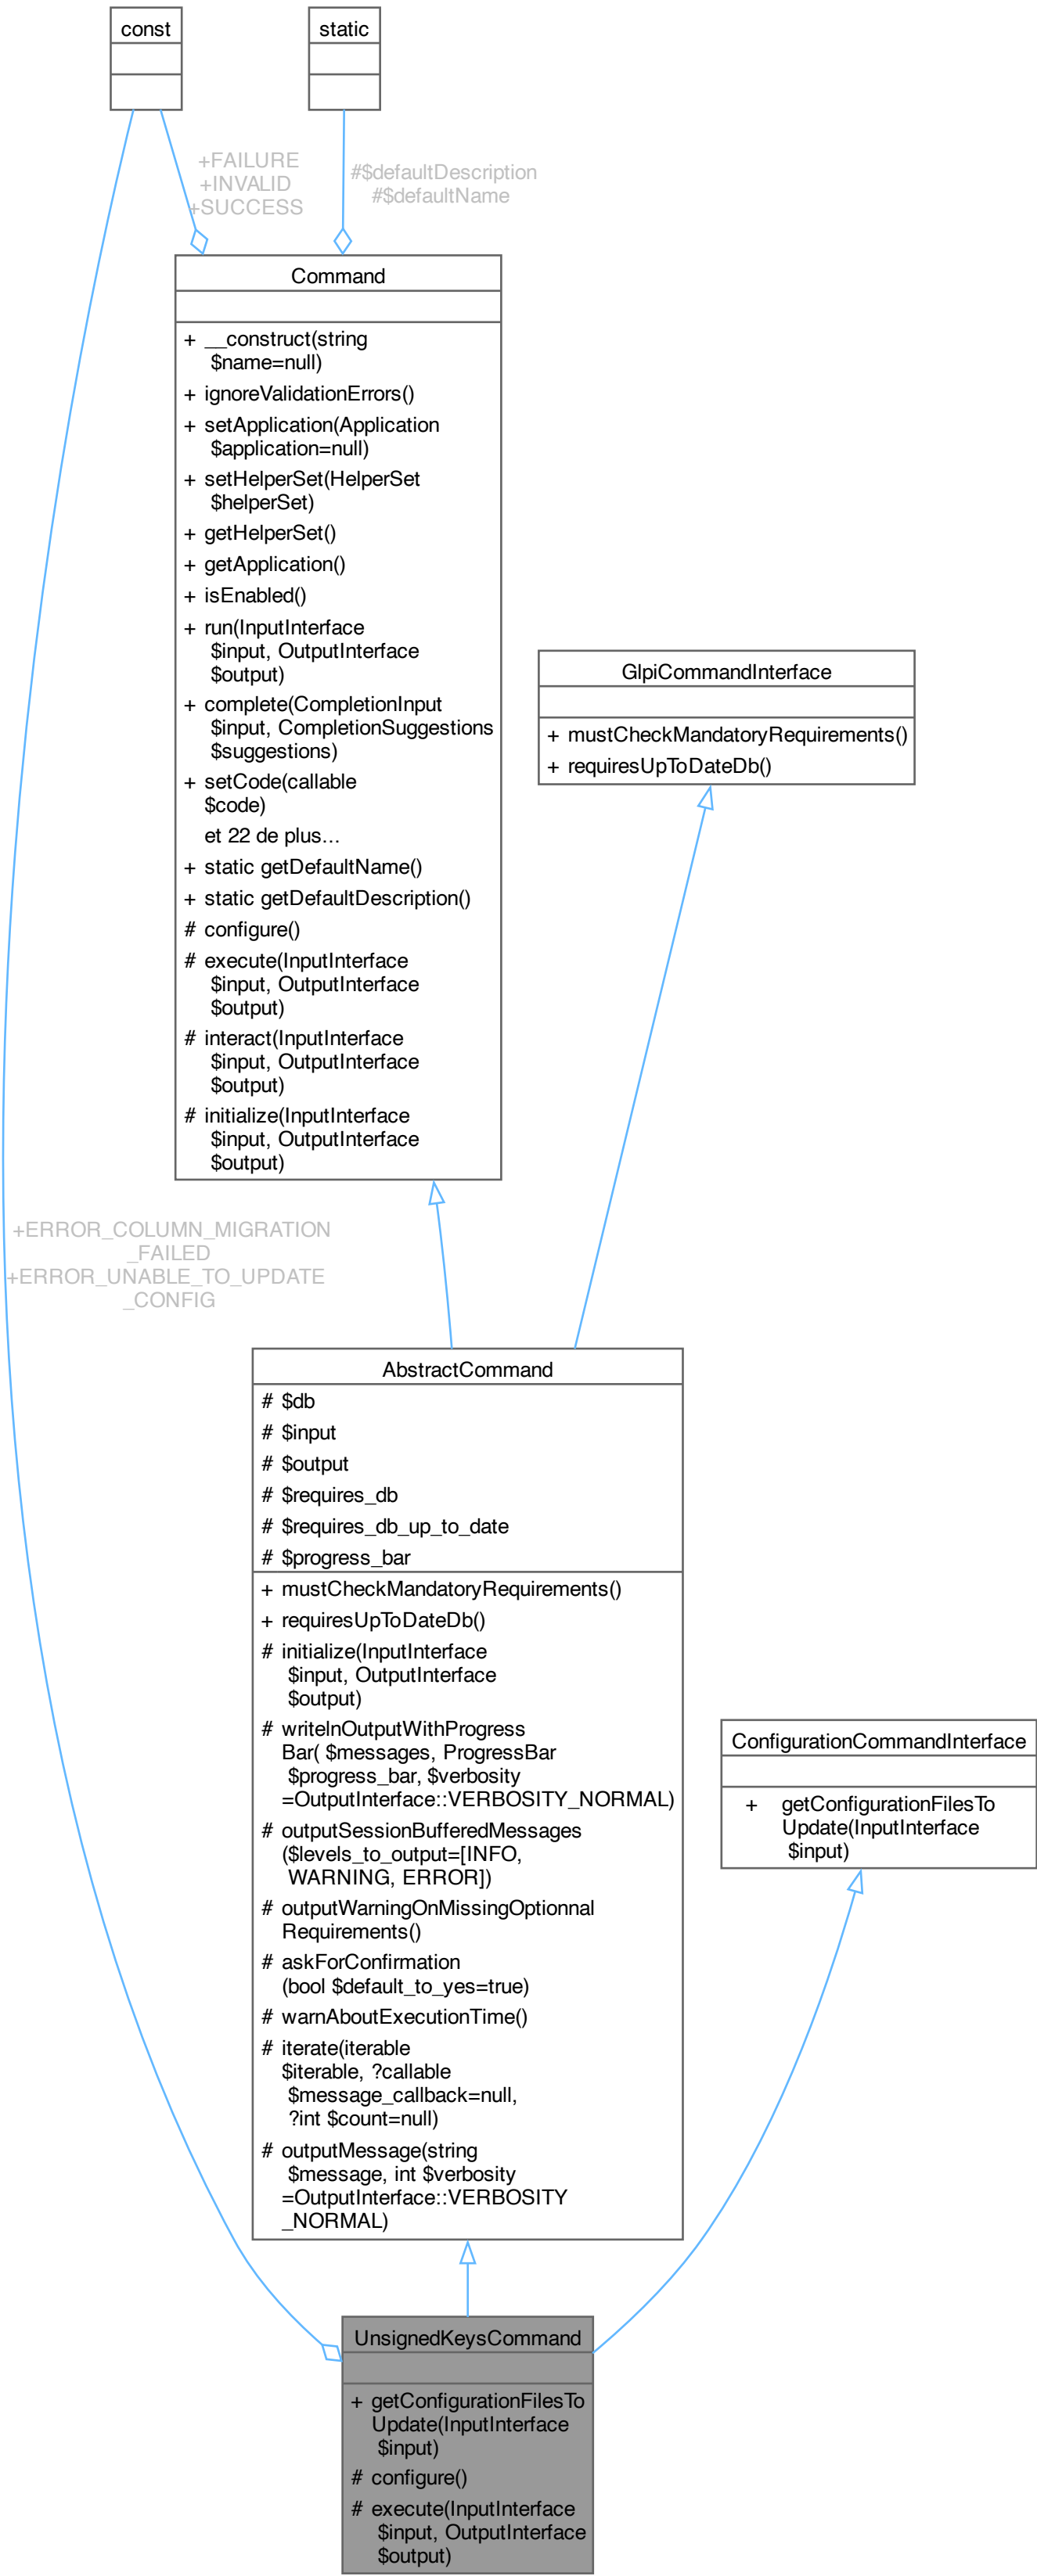 const
static
+FAILURE
+INVALID
+SUCCESS
#$defaultDescription
#$defaultName
Command
+ __construct(string
$name=null)
+ ignoreValidationErrors()
+ setApplication(Application
$application=null)
+ setHelperSet(HelperSet
$helperSet)
+ getHelperSet()
+ getApplication()
+ isEnabled()
+ run(InputInterface
$input, OutputInterface
$output)
+ complete(CompletionInput
$input, CompletionSuggestions
$suggestions)
+ setCode(callable
$code)
et 22 de plus...
+ static getDefaultName()
+ static getDefaultDescription()
# configure()
# execute(InputInterface
$input, OutputInterface
$output)
# interact(InputInterface
$input, OutputInterface
$output)
# initialize(InputInterface
$input, OutputInterface
$output)
GlpiCommandInterface
+ mustCheckMandatoryRequirements()
+ requiresUpToDateDb()
+ERROR_COLUMN_MIGRATION
_FAILED
+ERROR_UNABLE_TO_UPDATE
_CONFIG
AbstractCommand
# $db
# $input
# $output
# $requires_db
# $requires_db_up_to_date
# $progress_bar
+ mustCheckMandatoryRequirements()
+ requiresUpToDateDb()
# initialize(InputInterface
$input, OutputInterface
$output)
# writelnOutputWithProgress
Bar( $messages, ProgressBar
$progress_bar, $verbosity
=OutputInterface::VERBOSITY_NORMAL)
# outputSessionBufferedMessages
($levels_to_output=[INFO,
WARNING, ERROR])
# outputWarningOnMissingOptionnal
Requirements()
# askForConfirmation
(bool $default_to_yes=true)
# warnAboutExecutionTime()
# iterate(iterable
$iterable, ?callable
$message_callback=null,
?int $count=null)
# outputMessage(string
$message, int $verbosity
=OutputInterface::VERBOSITY
_NORMAL)
ConfigurationCommandInterface
+ getConfigurationFilesTo
Update(InputInterface
$input)
UnsignedKeysCommand
+ getConfigurationFilesTo
Update(InputInterface
$input)
# configure()
# execute(InputInterface
$input, OutputInterface
$output)